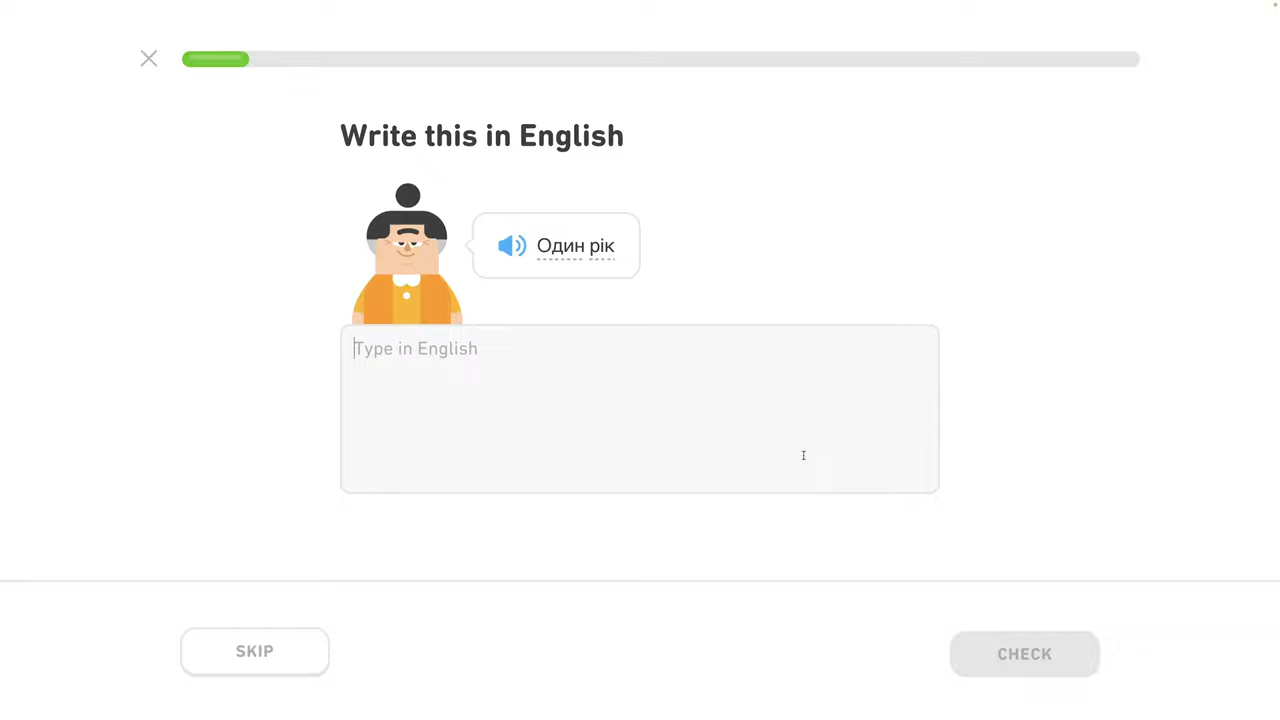 Write this in English
Один рік
Type in English
SKIP
CHECK